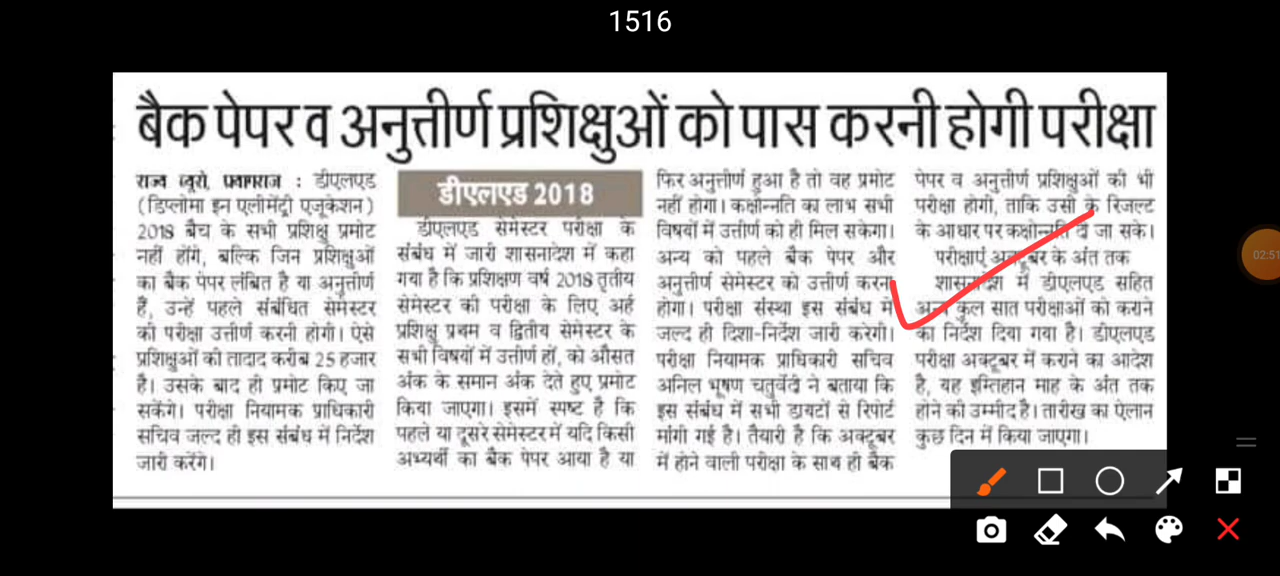 1516
बैक पेपर व अनुत्तीर्ण प्रशिक्षुओं को पास करनी होगी परीक्षा
राज्य ब्यूरो, प्रयागराज : डीएलएड
(डिप्लोमा इन एलीमेंट्री एजूकेशन)
2018 बैच के सभी प्रशिक्षु प्रमोट
नहीं होंगे, बल्कि जिन प्रशिक्षुओं
का बैक पेपर लंबित है या अनुत्तीर्ण
हैं, उन्हें पहले संबंधित सेमेस्टर
की परीक्षा उत्तीर्ण करनी होगी। ऐसे
प्रशिक्षुओं की तादाद करीब 25 हजार
है। उसके बाद ही प्रमोट किए जा
सकेंगे। परीक्षा नियामक प्राधिकारी
सचिव जल्द ही इस संबंध में निर्देश
जारी करेंगे।
डीएलएड 2018
डीएलएड सेमेस्टर परीक्षा के
संबंध में जारी शासनादेश में कहा
गया है कि प्रशिक्षण वर्ष 2018 तृतीय
सेमेस्टर की परीक्षा के लिए अर्ह
प्रशिक्षु प्रथम व द्वितीय सेमेस्टर के
सभी विषयों में उत्तीर्ण हों, को औसत
अंक के समान अंक देते हुए प्रमोट
किया जाएगा। इसमें स्पष्ट है कि
पहले या दूसरे सेमेस्टर में यदि किसी
अभ्यर्थी का बैक पेपर आया है या
फिर अनुत्तीर्ण हुआ है तो वह प्रमोट
नहीं होगा। कक्षोन्नति का लाभ सभी
विषयों में उत्तीर्ण को ही मिल सकेगा।
अन्य को पहले बैक पेपर और
अनुत्तीर्ण सेमेस्टर को उत्तीर्ण करना
होगा। परीक्षा संस्था इस संबंध में
जल्द ही दिशा-निर्देश जारी करेगी।
परीक्षा नियामक प्राधिकारी सचिव
अनिल भूषण चतुर्वेदी ने बताया कि
इस संबंध में सभी डायटों से रिपोर्ट
मांगी गई है। तैयारी है कि अक्टूबर
में होने वाली परीक्षा के साथ ही बैक
पेपर व अनुत्तीर्ण प्रशिक्षुओं की भी
परीक्षा होगी, ताकि उसी के रिजल्ट
के आधार पर कक्षोन्नति दी जा सके।
परीक्षाएं अक्टूबर के अंत तक
शासनादेश में डीएलएड सहित
अन्य कुल सात परीक्षाओं को कराने
का निर्देश दिया गया है। डीएलएड
परीक्षा अक्टूबर में कराने का आदेश
है, यह इम्तिहान माह के अंत तक
होने की उम्मीद है। तारीख का ऐलान
कुछ दिन में किया जाएगा।
02:51